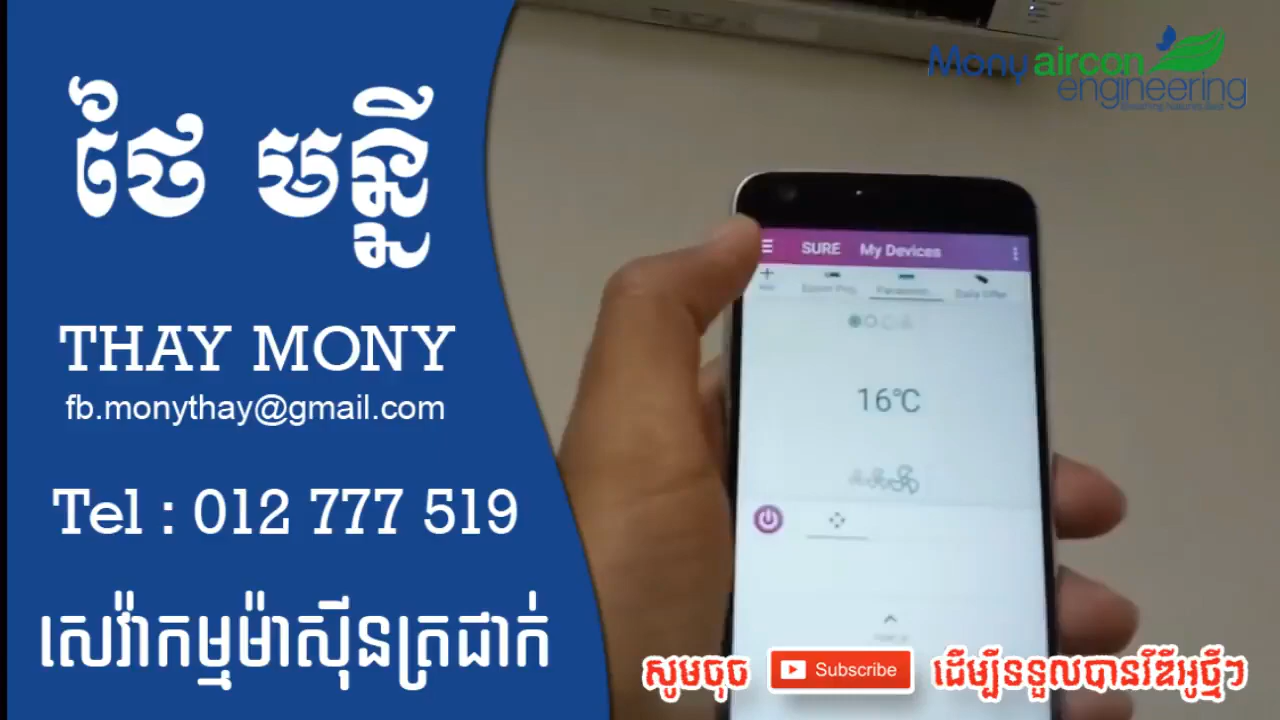 ថៃ មន្នី
THAY MONY
fb.monythay@gmail.com
Tel : 012 777 519
សេវ៉ាកម្មម៉ាស៊ីនត្រជាក់
Mony aircon
engineering
SURE My Devices
16°C
សូមចុច Subscribe ដើម្បីទទួលបានវីឌីអូថ្មីៗ